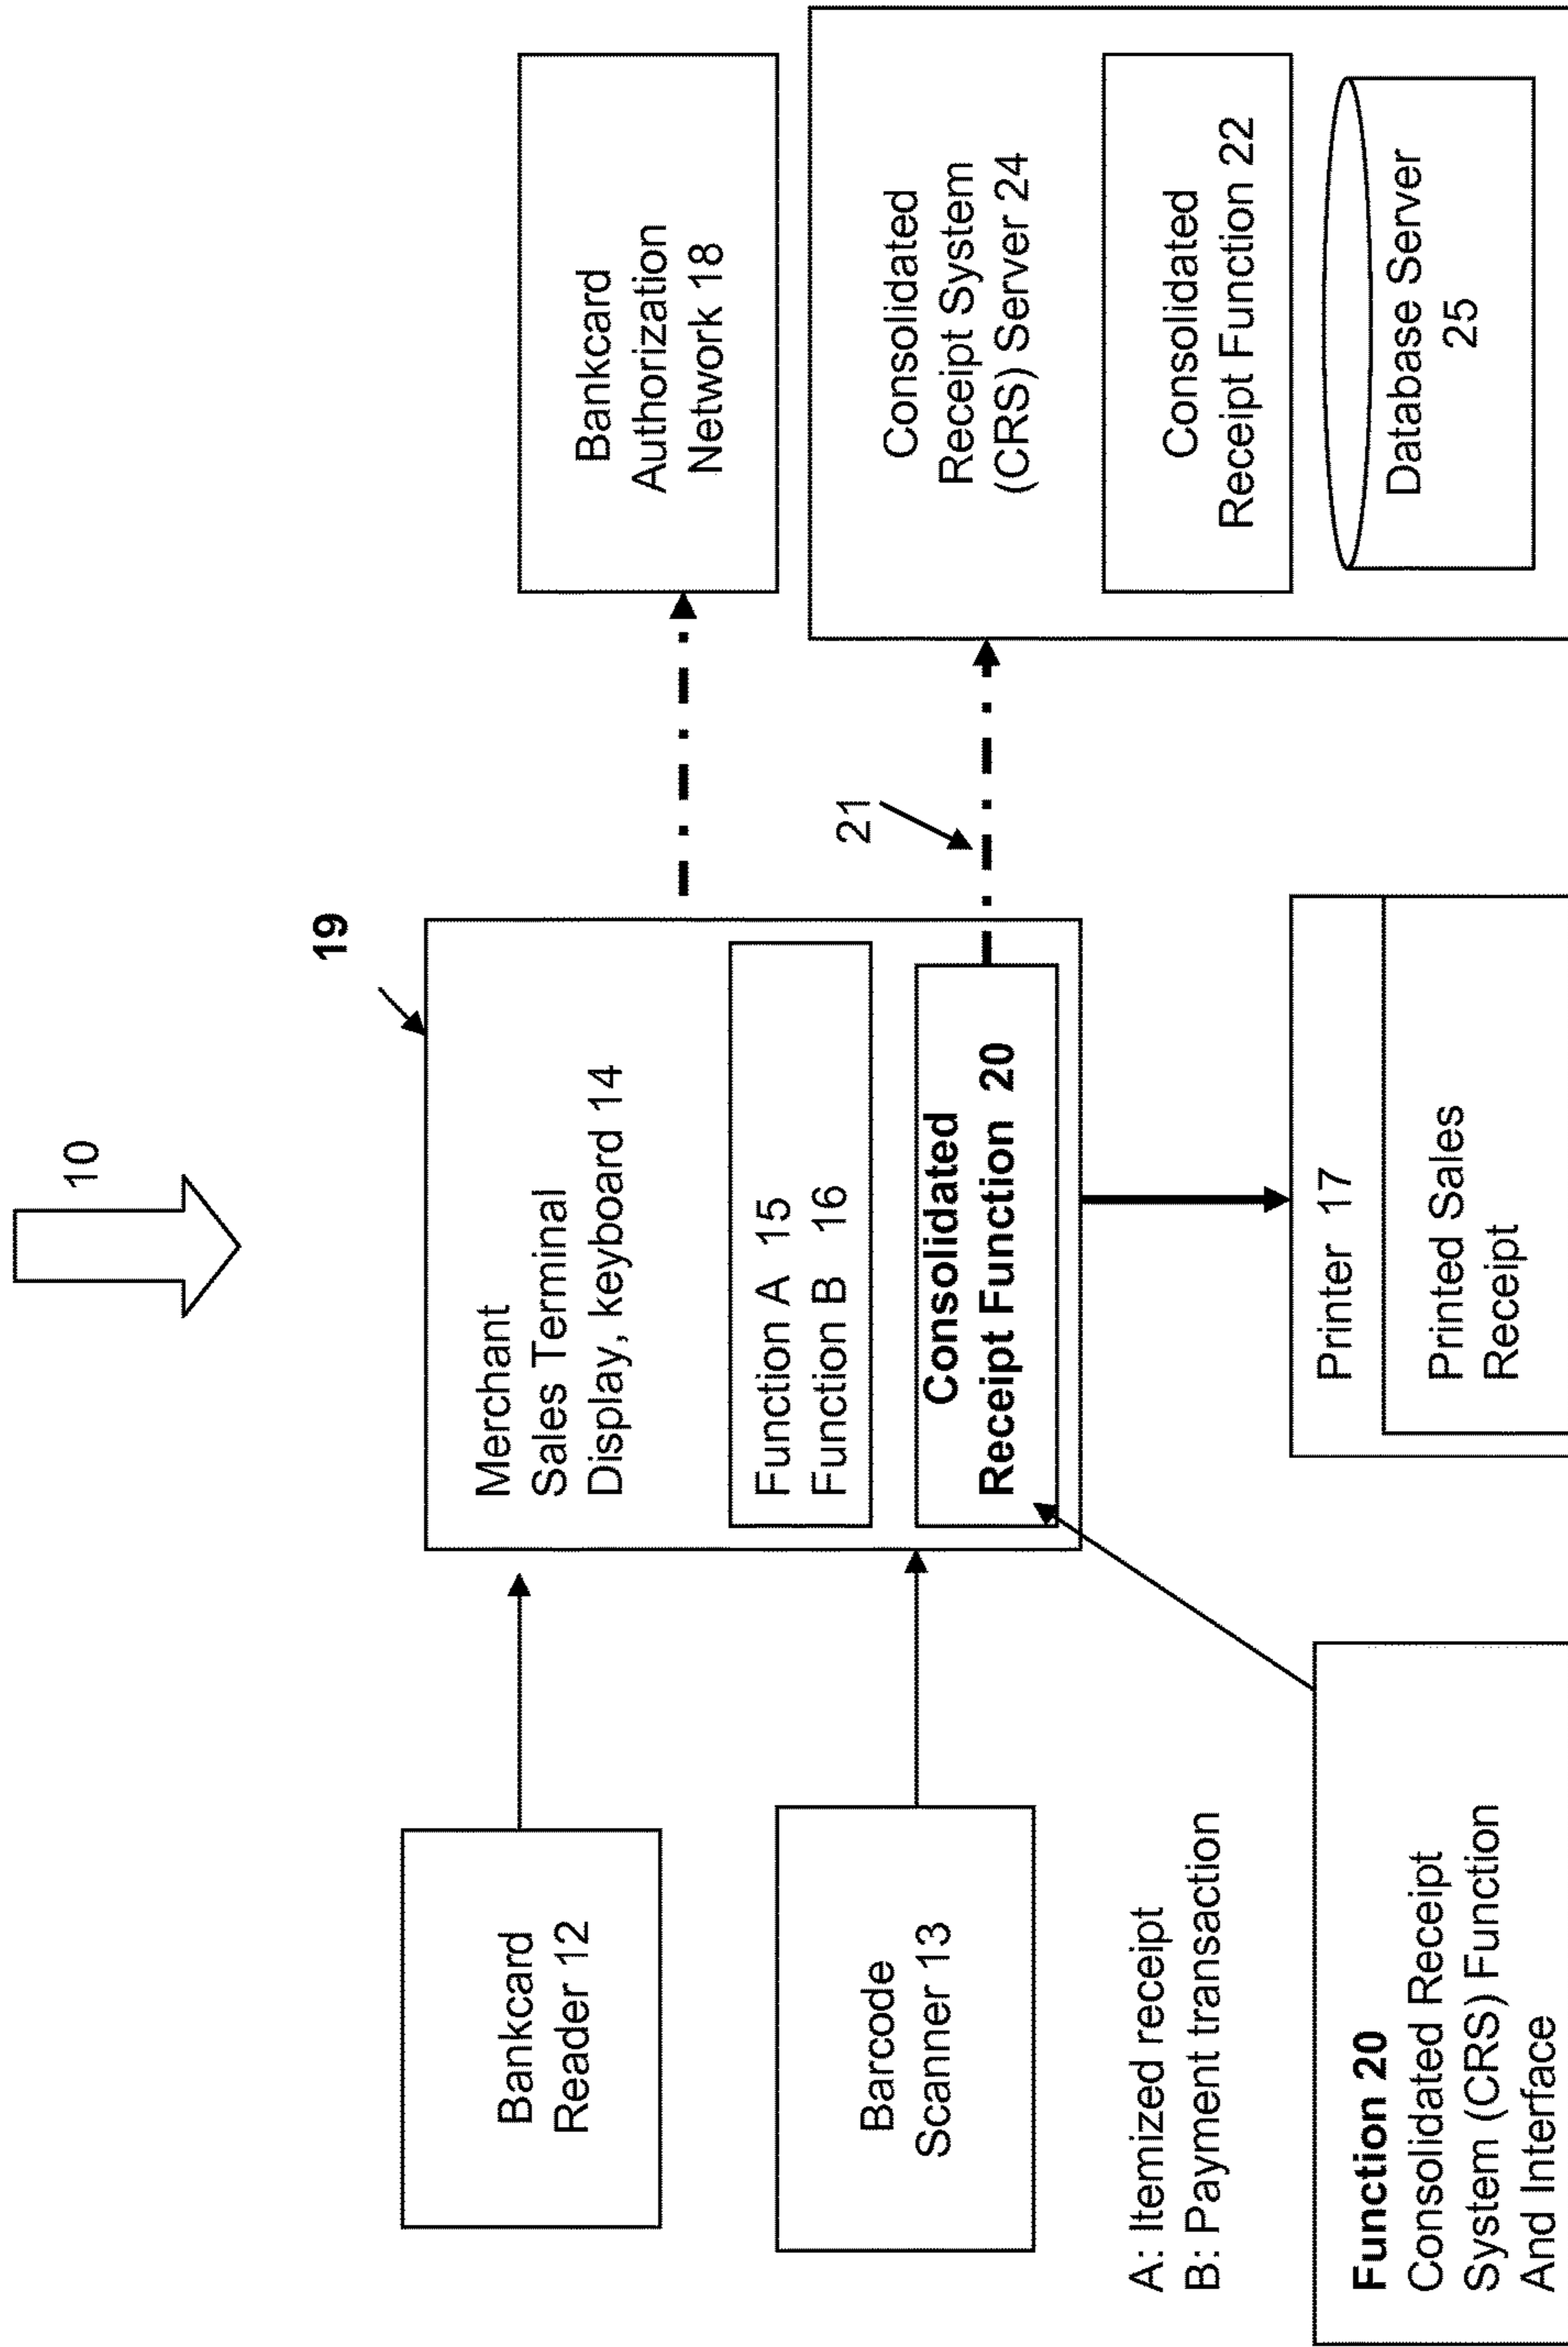 10
19
Bankcard
Reader 12
Barcode
Scanner 13
A: Itemized receipt
B: Payment transaction
Function 20
Consolidated Receipt
System (CRS) Function
And Interface
Merchant
Sales Terminal
Display, keyboard 14
Function A 15
Function B 16
Consolidated
Receipt Function 20
Printer 17
Printed Sales
Receipt
21
Bankcard
Authorization
Network 18
Consolidated
Receipt System
(CRS) Server 24
Consolidated
Receipt Function 22
Database Server
25